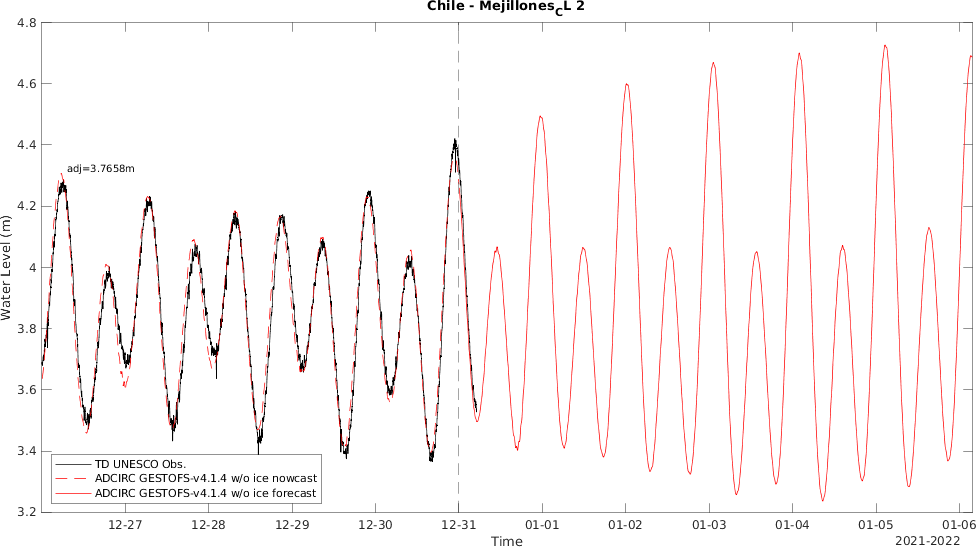 Chile - Mejillones_CL 2
4.8
4.6
4.4
4.2
4
3.8
3.6
3.4
3.2
Water Level (m)
adj=3.7658m
TD UNESCO Obs.
ADCIRC GESTOFS-v4.1.4 w/o ice nowcast
ADCIRC GESTOFS-v4.1.4 w/o ice forecast
12-27 12-28 12-29 12-30 12-31 01-01 01-02 01-03 01-04 01-05 01-06
Time
2021-2022